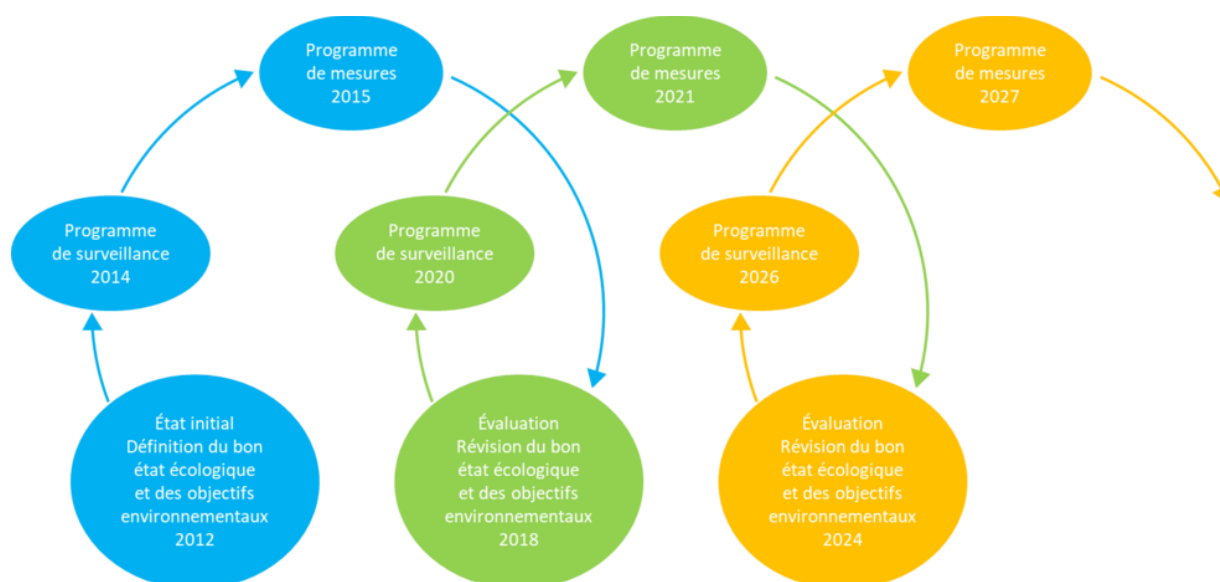 Programme
de mesures
2015
Programme
de mesures
2021
Programme
de mesures
2027
Programme
de surveillance
2014
Programme
de surveillance
2020
Programme
de surveillance
2026
État initial
Définition du bon
état écologique
et des objectifs
environnementaux
2012
Évaluation
Révision du bon
état écologique
et des objectifs
environnementaux
2018
Évaluation
Révision du bon
état écologique
et des objectifs
environnementaux
2024